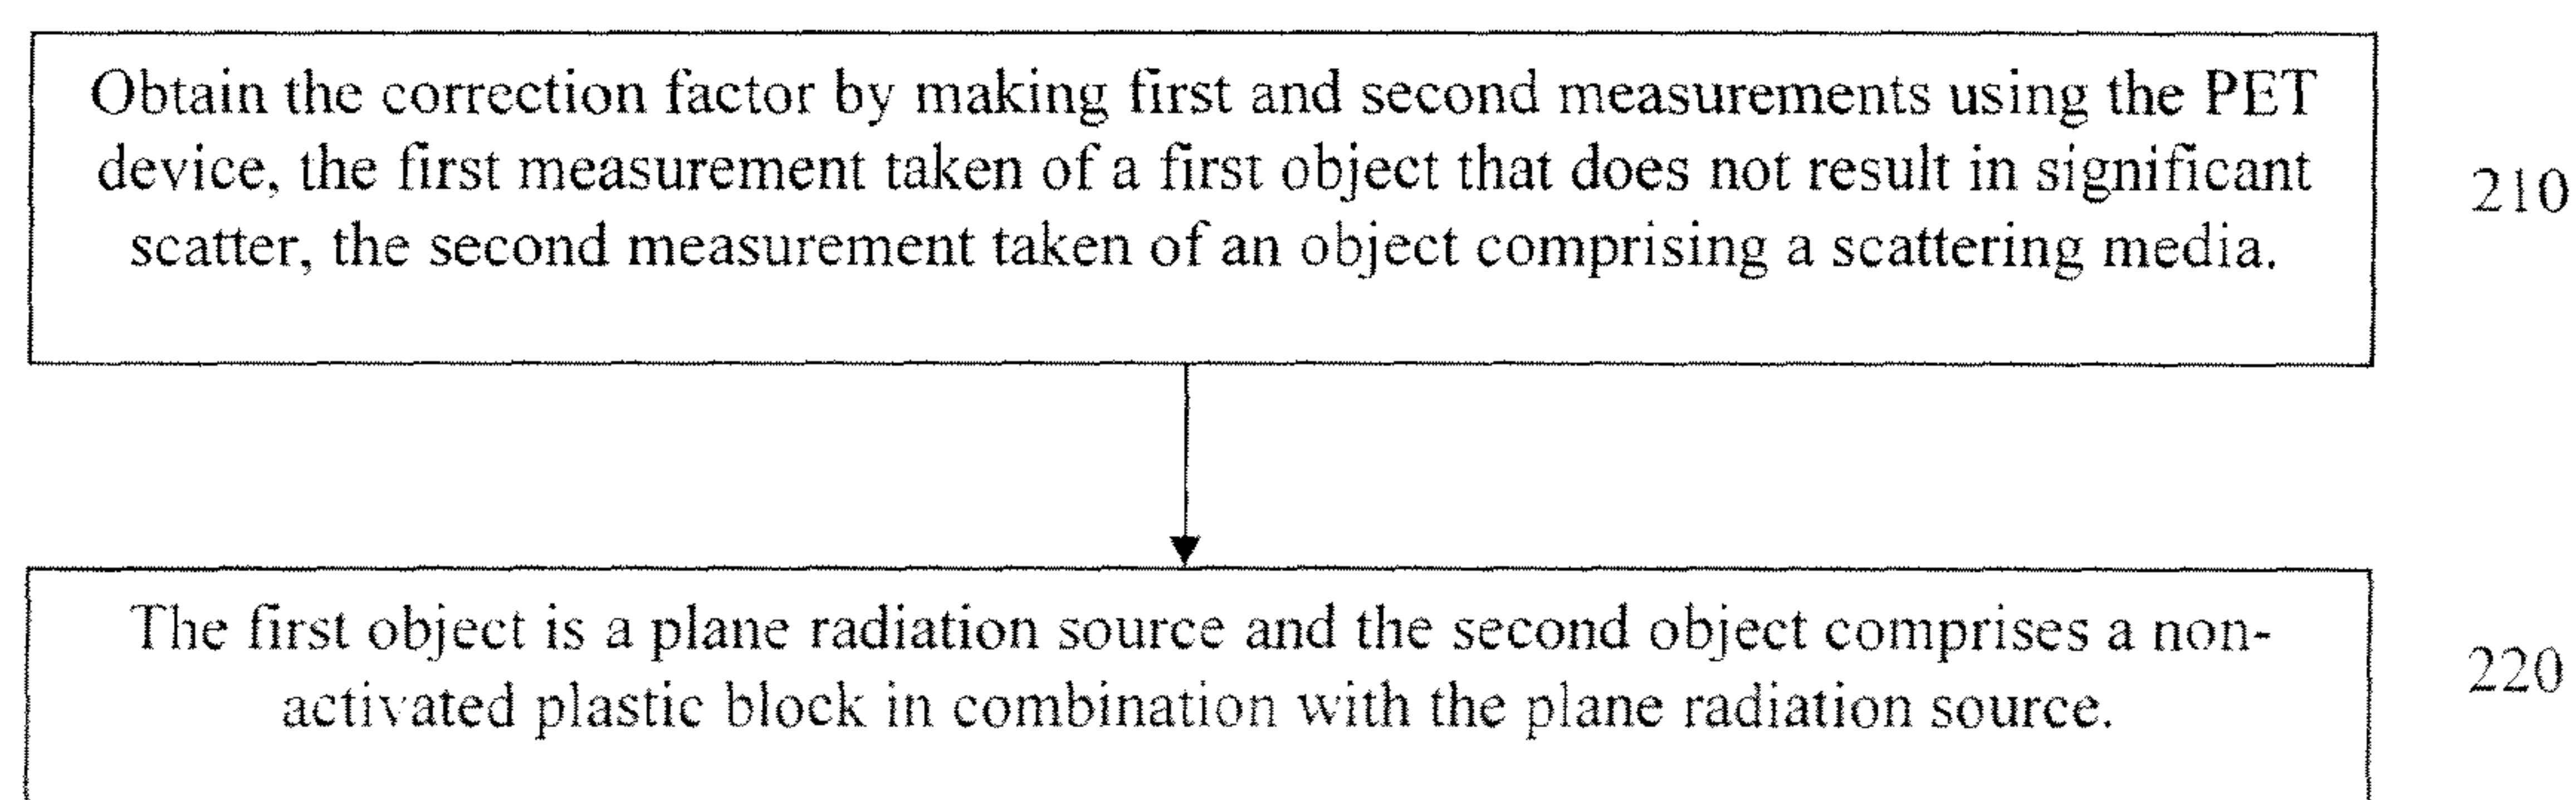 Obtain the correction factor by making first and second measurements using the PET
device, the first measurement taken of a first object that does not result in significant
scatter, the second measurement taken of an object comprising a scattering media.
210
The first object is a plane radiation source and the second object comprises a non-
activated plastic block in combination with the plane radiation source.
220